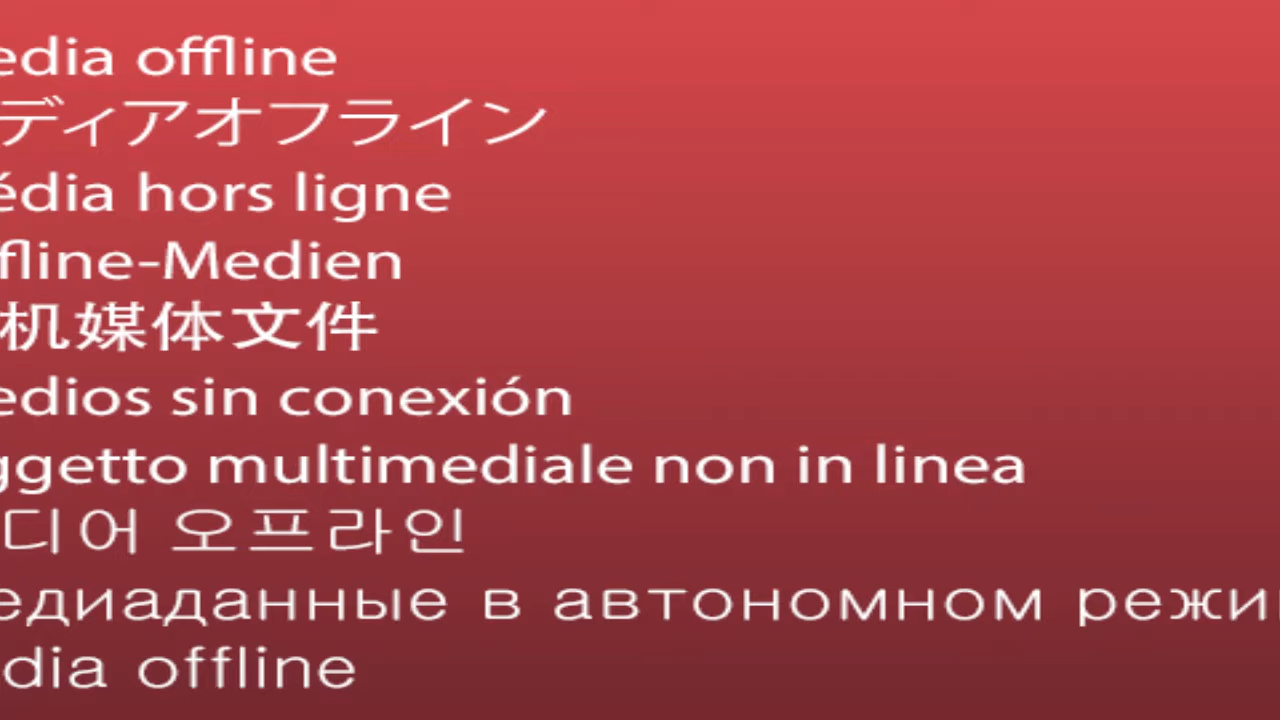 edia offline
ディアオフライン
édia hors ligne
fline-Medien
机媒体文件
edios sin conexión
ggetto multimediale non in linea
디어 오프라인
едиаданные в автономном режи
dia offline